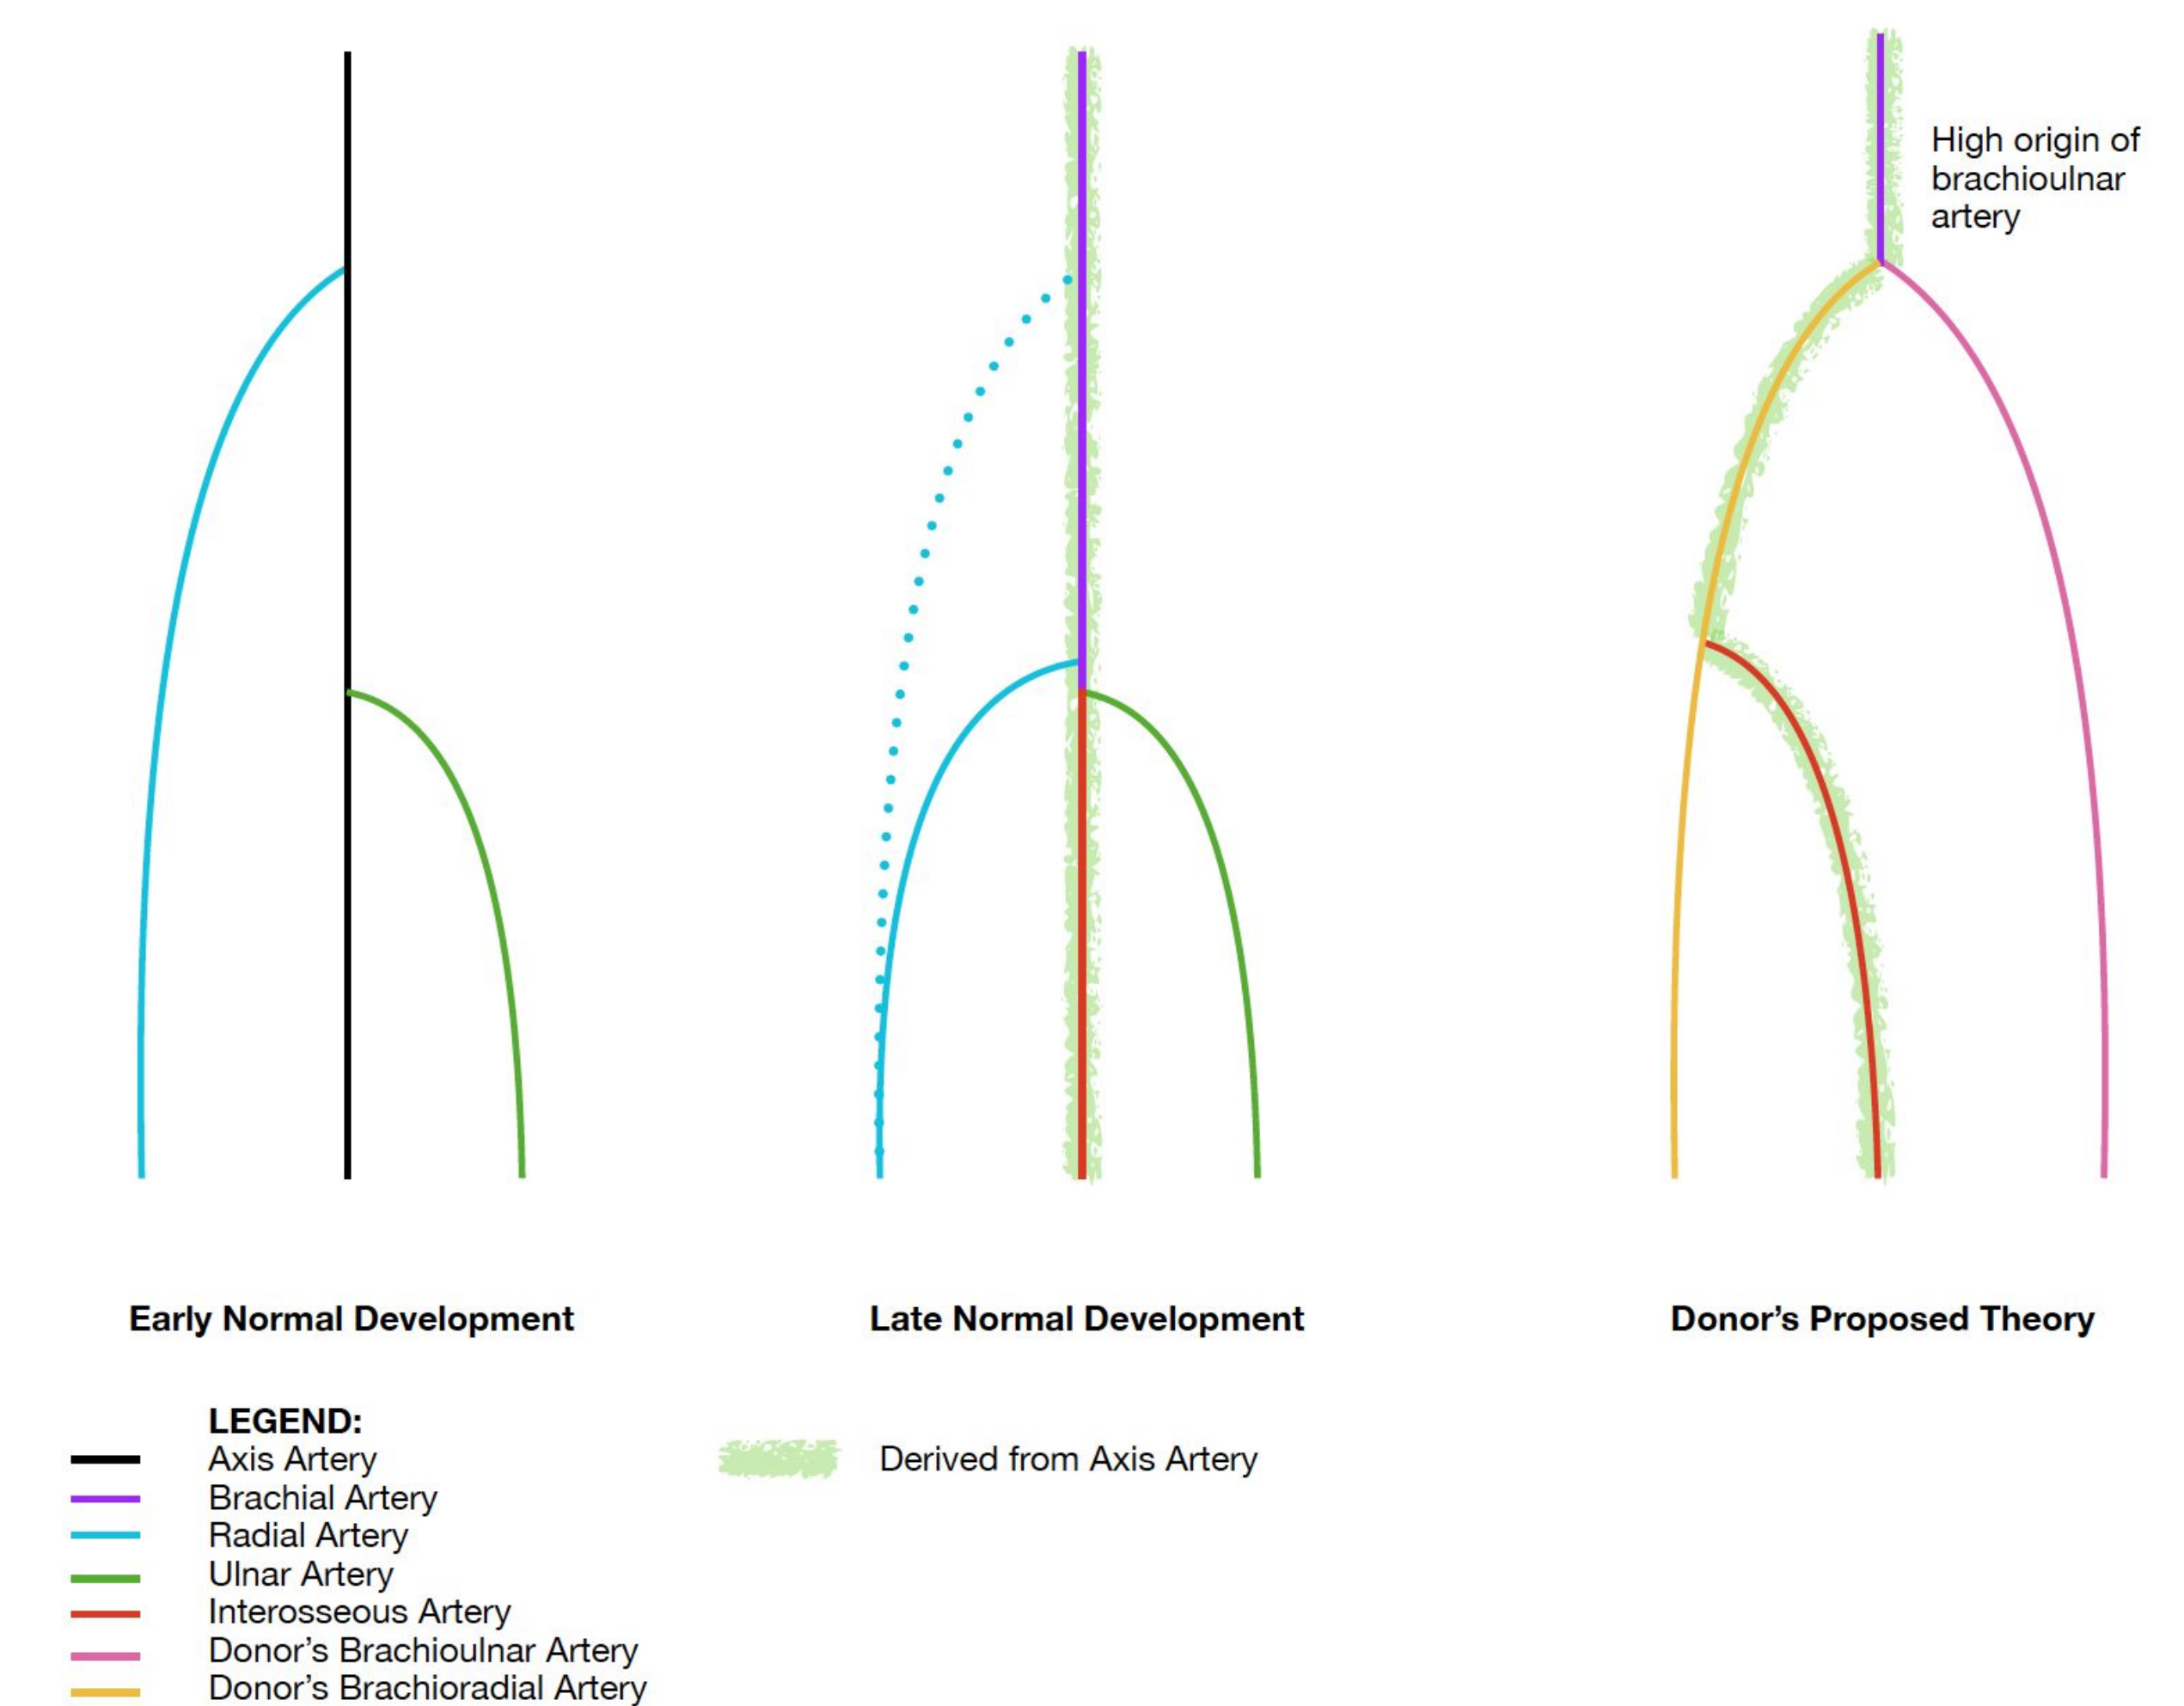 High origin of
brachioulnar
artery
Early Normal Development
Late Normal Development
Donor’s Proposed Theory
LEGEND:
Axis Artery
Brachial Artery
Radial Artery
Ulnar Artery
Interosseous Artery
Donor’s Brachioulnar Artery
Donor’s Brachioradial Artery
Derived from Axis Artery